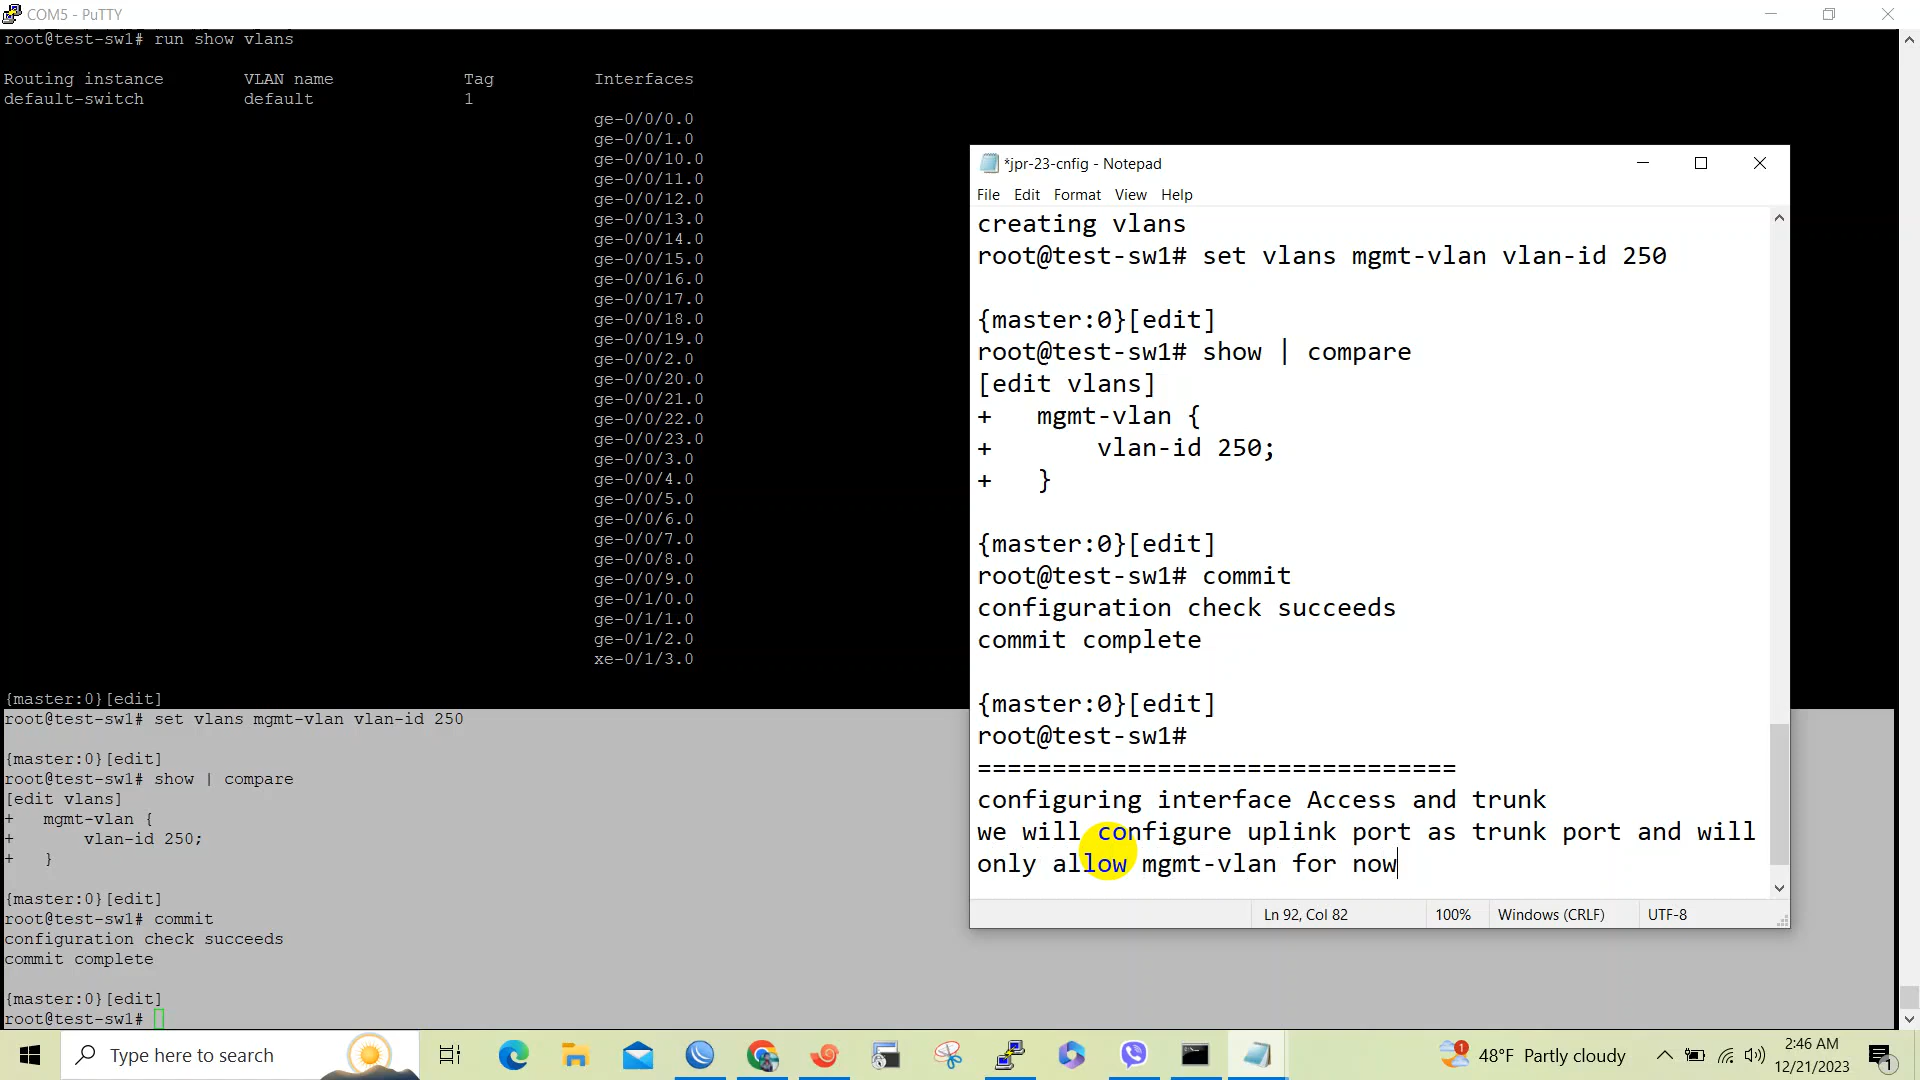 COM5 - PuTTY
root@test-sw1# run show vlans
Routing instance VLAN name Tag Interfaces
default-switch default 1
ge-0/0/0.0
ge-0/0/1.0
ge-0/0/10.0
ge-0/0/11.0
ge-0/0/12.0
ge-0/0/13.0
ge-0/0/14.0
ge-0/0/15.0
ge-0/0/16.0
ge-0/0/17.0
ge-0/0/18.0
ge-0/0/19.0
ge-0/0/2.0
ge-0/0/20.0
ge-0/0/21.0
ge-0/0/22.0
ge-0/0/23.0
ge-0/0/3.0
ge-0/0/4.0
ge-0/0/5.0
ge-0/0/6.0
ge-0/0/7.0
ge-0/0/8.0
ge-0/0/9.0
ge-0/1/0.0
ge-0/1/1.0
ge-0/1/2.0
xe-0/1/3.0
{master:0}[edit]
root@test-sw1# set vlans mgmt-vlan vlan-id 250
{master:0}[edit]
root@test-sw1# show | compare
[edit vlans]
+ mgmt-vlan {
+ vlan-id 250;
+ }
{master:0}[edit]
root@test-sw1# commit
configuration check succeeds
commit complete
{master:0}[edit]
root@test-sw1#
*jpr-23-cnfig - Notepad
File Edit Format View Help
creating vlans
root@test-sw1# set vlans mgmt-vlan vlan-id 250
{master:0}[edit]
root@test-sw1# show | compare
[edit vlans]
+ mgmt-vlan {
+ vlan-id 250;
+ }
{master:0}[edit]
root@test-sw1# commit
configuration check succeeds
commit complete
{master:0}[edit]
root@test-sw1#
================================
configuring interface Access and trunk
we will configure uplink port as trunk port and will
only allow mgmt-vlan for now
Ln 92, Col 82 100% Windows (CRLF) UTF-8
Type here to search
1
48°F Partly cloudy
2:46 AM
12/21/2023
1